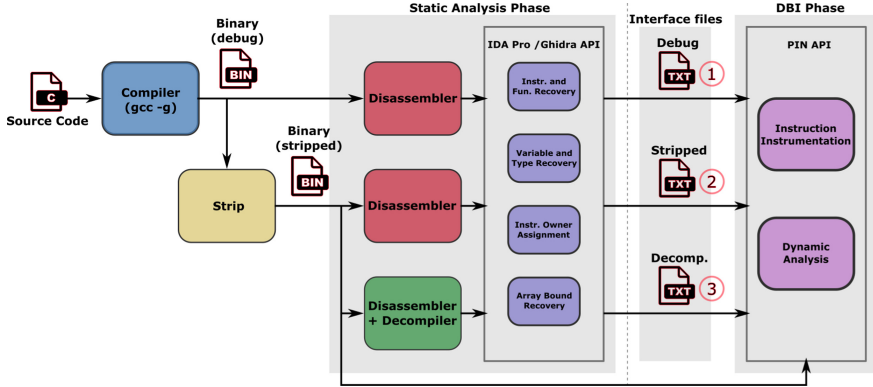 Static Analysis Phase
Interface files
DBI Phase
Binary
(debug)
BIN
IDA Pro /Ghidra API
Debug
TXT
1
PIN API
C
Source Code
Compiler
(gcc -g)
Disassembler
Instr. and
Fun. Recovery
Instruction
Instrumentation
Binary
(stripped)
BIN
Variable and
Type Recovery
Stripped
TXT
2
Strip
Disassembler
Instr. Owner
Assignment
Dynamic
Analysis
Decomp.
TXT
3
Disassembler
+ Decompiler
Array Bound
Recovery